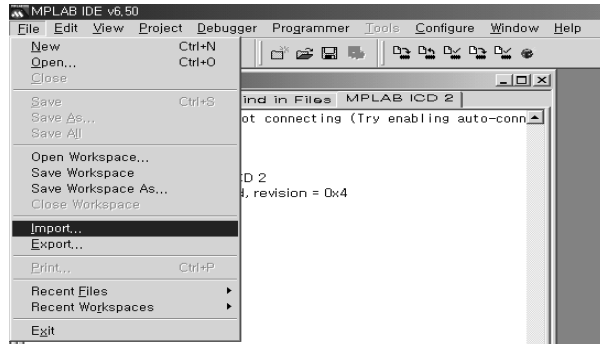 MPLAB IDE v6.50
File Edit View Project Debugger Programmer Tools Configure Window Help
New Ctrl+N
Open... Ctrl+O
Close
Save Ctrl+S
Save As...
Save All
Open Workspace...
Save Workspace
Save Workspace As...
Close Workspace
Import...
Export...
Print... Ctrl+P
Recent Files
Recent Workspaces
Exit
ind in Files MPLAB ICD 2
ot connecting (Try enabling auto-conn
CD 2
, revision = 0x4